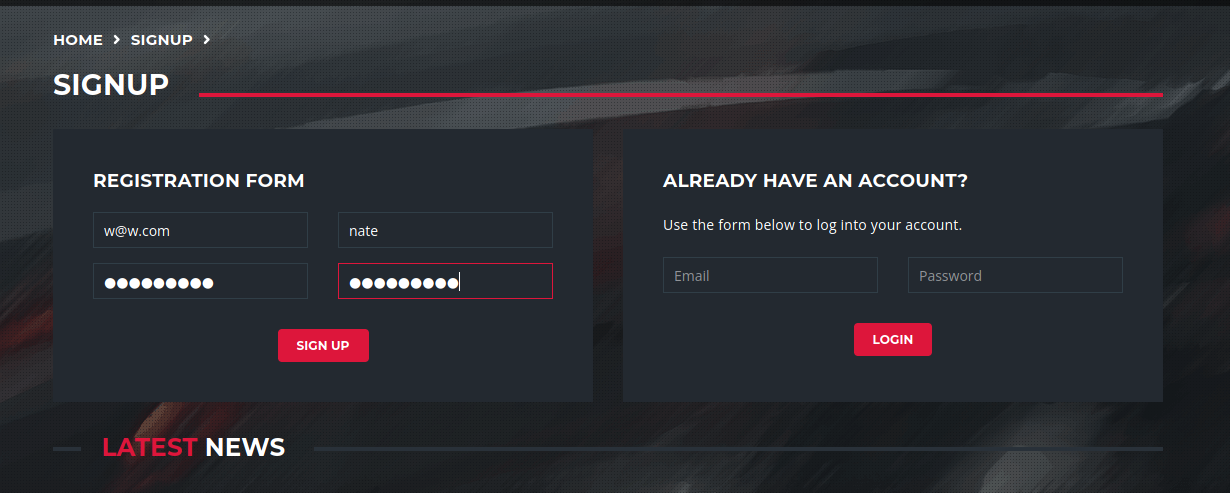 HOME > SIGNUP >
SIGNUP
REGISTRATION FORM
w@w.com nate
●●●●●●●●● ●●●●●●●●●
SIGN UP
ALREADY HAVE AN ACCOUNT?
Use the form below to log into your account.
Email Password
LOGIN
LATEST NEWS